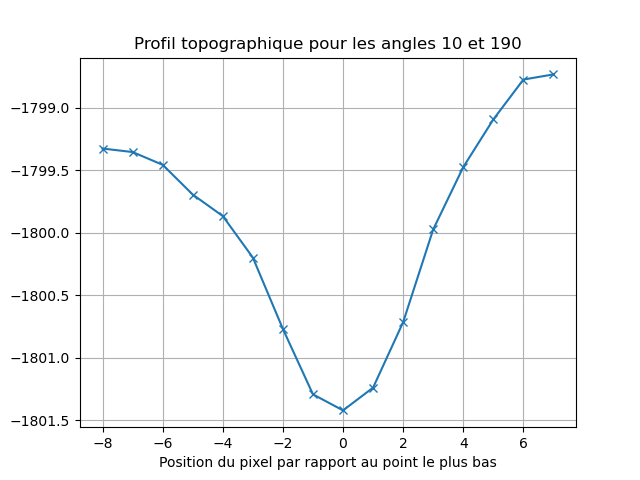 Profil topographique pour les angles 10 et 190
−1799.0
−1799.5
−1800.0
−1800.5
−1801.0
−1801.5
−8 −6 −4 −2 0 2 4 6
Position du pixel par rapport au point le plus bas